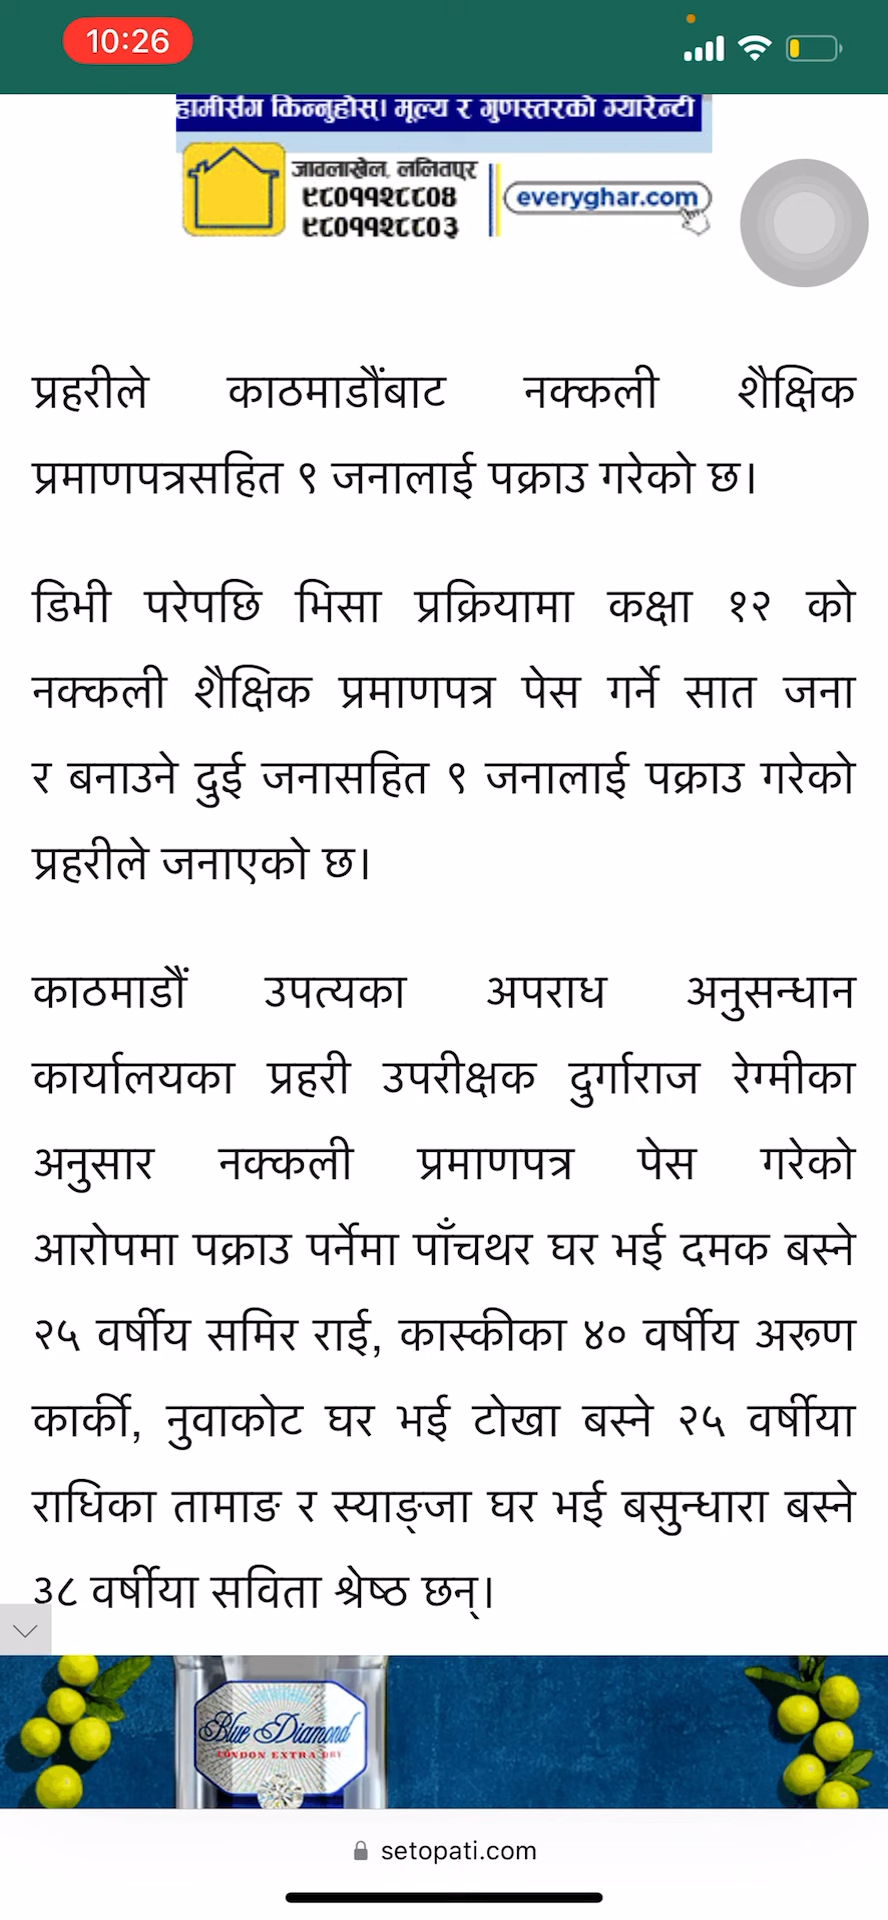 10:26
हामीसँग किन्नुहोस्। मूल्य र गुणस्तरको ग्यारेन्टी
जावलाखेल, ललितपुर
९८०११२८८०४
९८०११२८८०३
everyghar.com
प्रहरीले काठमाडौंबाट नक्कली शैक्षिक
प्रमाणपत्रसहित ९ जनालाई पक्राउ गरेको छ।
डिभी परेपछि भिसा प्रक्रियामा कक्षा १२ को
नक्कली शैक्षिक प्रमाणपत्र पेस गर्ने सात जना
र बनाउने दुई जनासहित ९ जनालाई पक्राउ गरेको
प्रहरीले जनाएको छ।
काठमाडौं उपत्यका अपराध अनुसन्धान
कार्यालयका प्रहरी उपरीक्षक दुर्गाराज रेग्मीका
अनुसार नक्कली प्रमाणपत्र पेस गरेको
आरोपमा पक्राउ पर्नेमा पाँचथर घर भई दमक बस्ने
२५ वर्षीय समिर राई, कास्कीका ४० वर्षीय अरूण
कार्की, नुवाकोट घर भई टोखा बस्ने २५ वर्षीया
राधिका तामाङ र स्याङ्जा घर भई बसुन्धारा बस्ने
३८ वर्षीया सविता श्रेष्ठ छन्।
Blue Diamond
LONDON EXTRA DRY
setopati.com